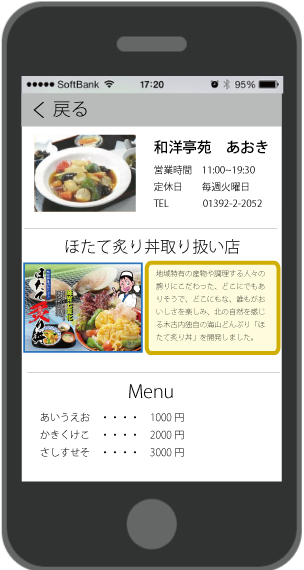 ●●●●● SoftBank 17:20 95%
戻る
和洋亭苑　あおき
営業時間　11:00~19:30
定休日　毎週火曜日
TEL　01392-2-2052
ほたて炙り丼取り扱い店
ほたて炙り丼
地域特有の産物や調理する人々の
誇りにこだわった、どこにでもあ
りそうで、どこにもな、誰もがお
いしさを楽しみ、北の自然を感じ
る木古内独自の海山どんぶり「ほ
たて炙り丼」を開発しました。
Menu
あいうえお　・・・・　1000 円
かきくけこ　・・・・　2000 円
さしすせそ　・・・・　3000 円